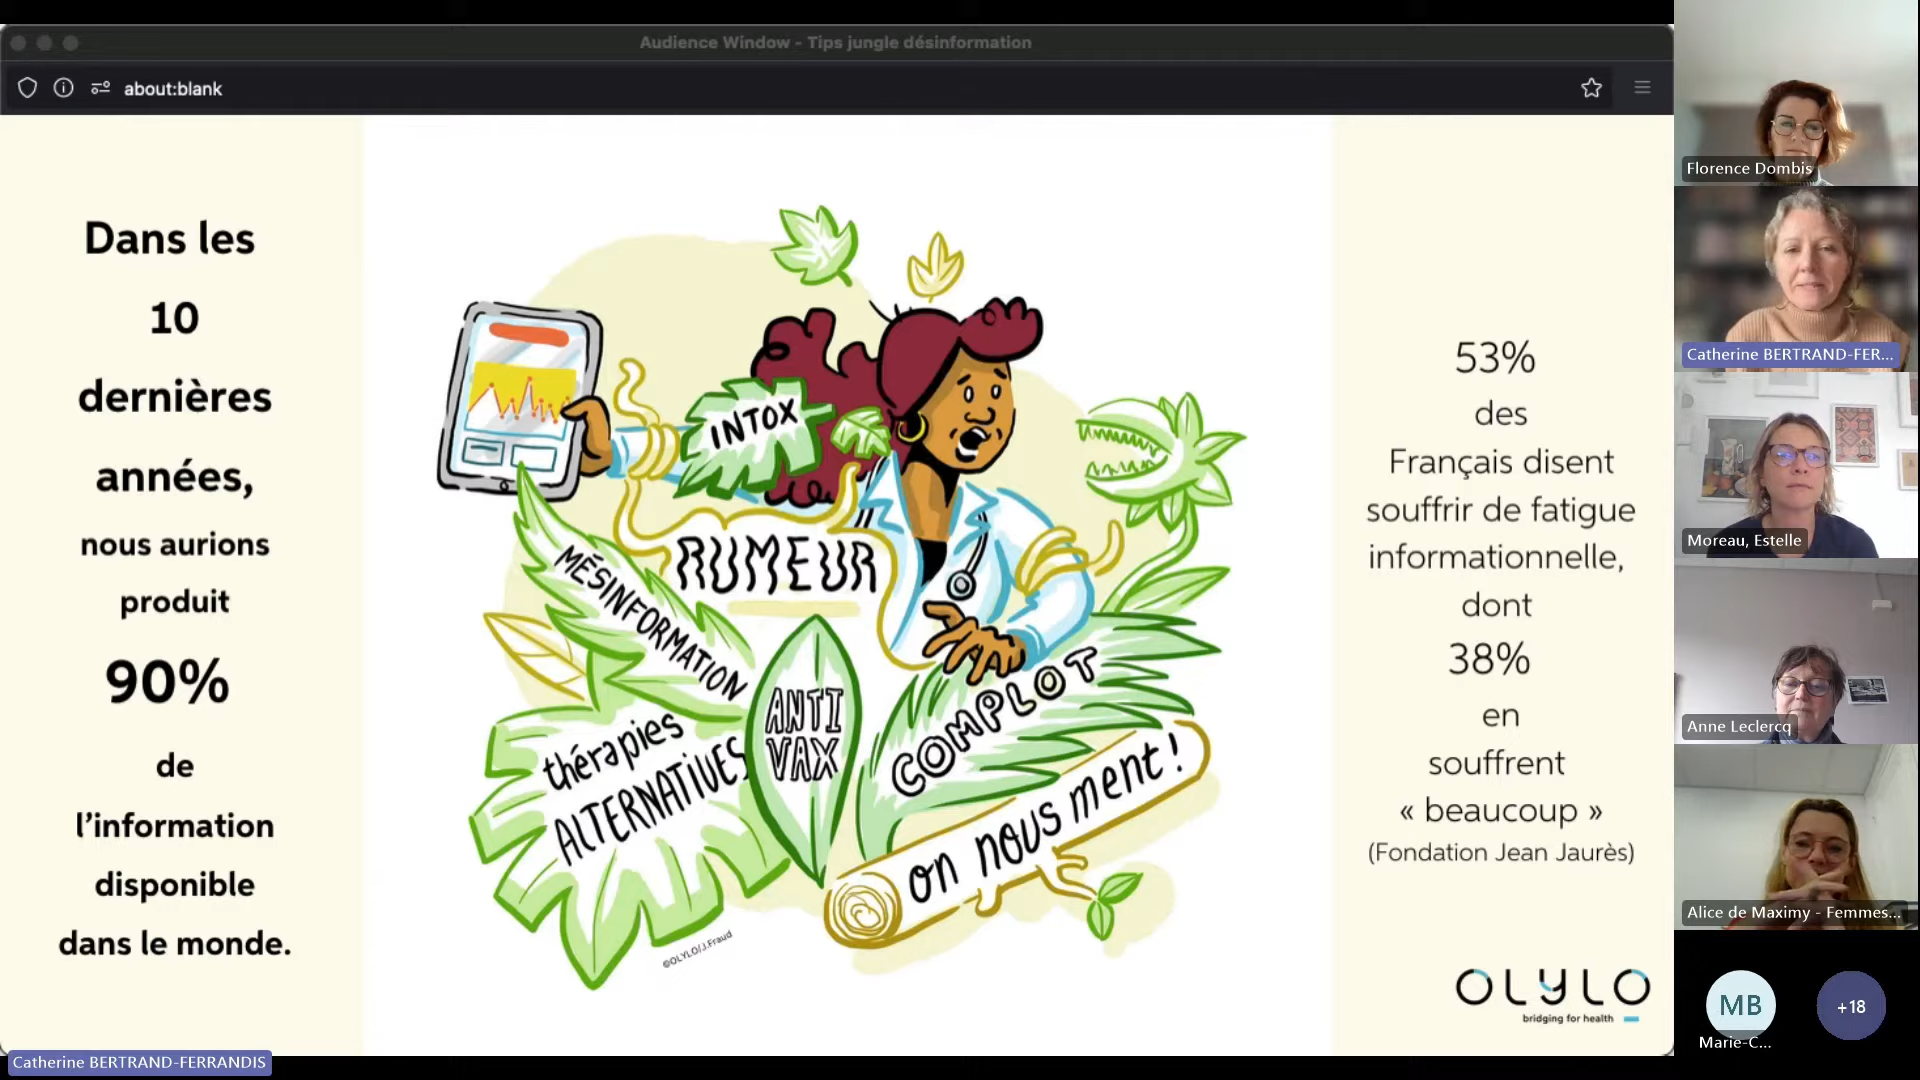 Audience Window - Tips jungle désinformation
about:blank
Dans les
10
dernières
années,
nous aurions
produit
90%
de
l’information
disponible
dans le monde.
INTOX
RUMEUR
MÉSINFORMATION
thérapies
ALTERNATIVES
ANTI
VAX
COMPLOT
on nous ment !
©OLYLO/J.Fraud
53%
des
Français disent
souffrir de fatigue
informationnelle,
dont
38%
en
souffrent
« beaucoup »
(Fondation Jean Jaurès)
OLYLO
bridging for health
Florence Dombis
Catherine BERTRAND-FER...
Moreau, Estelle
Anne Leclercq
Alice de Maximy - Femmes...
MB
+18
Marie-C...
Catherine BERTRAND-FERRANDIS